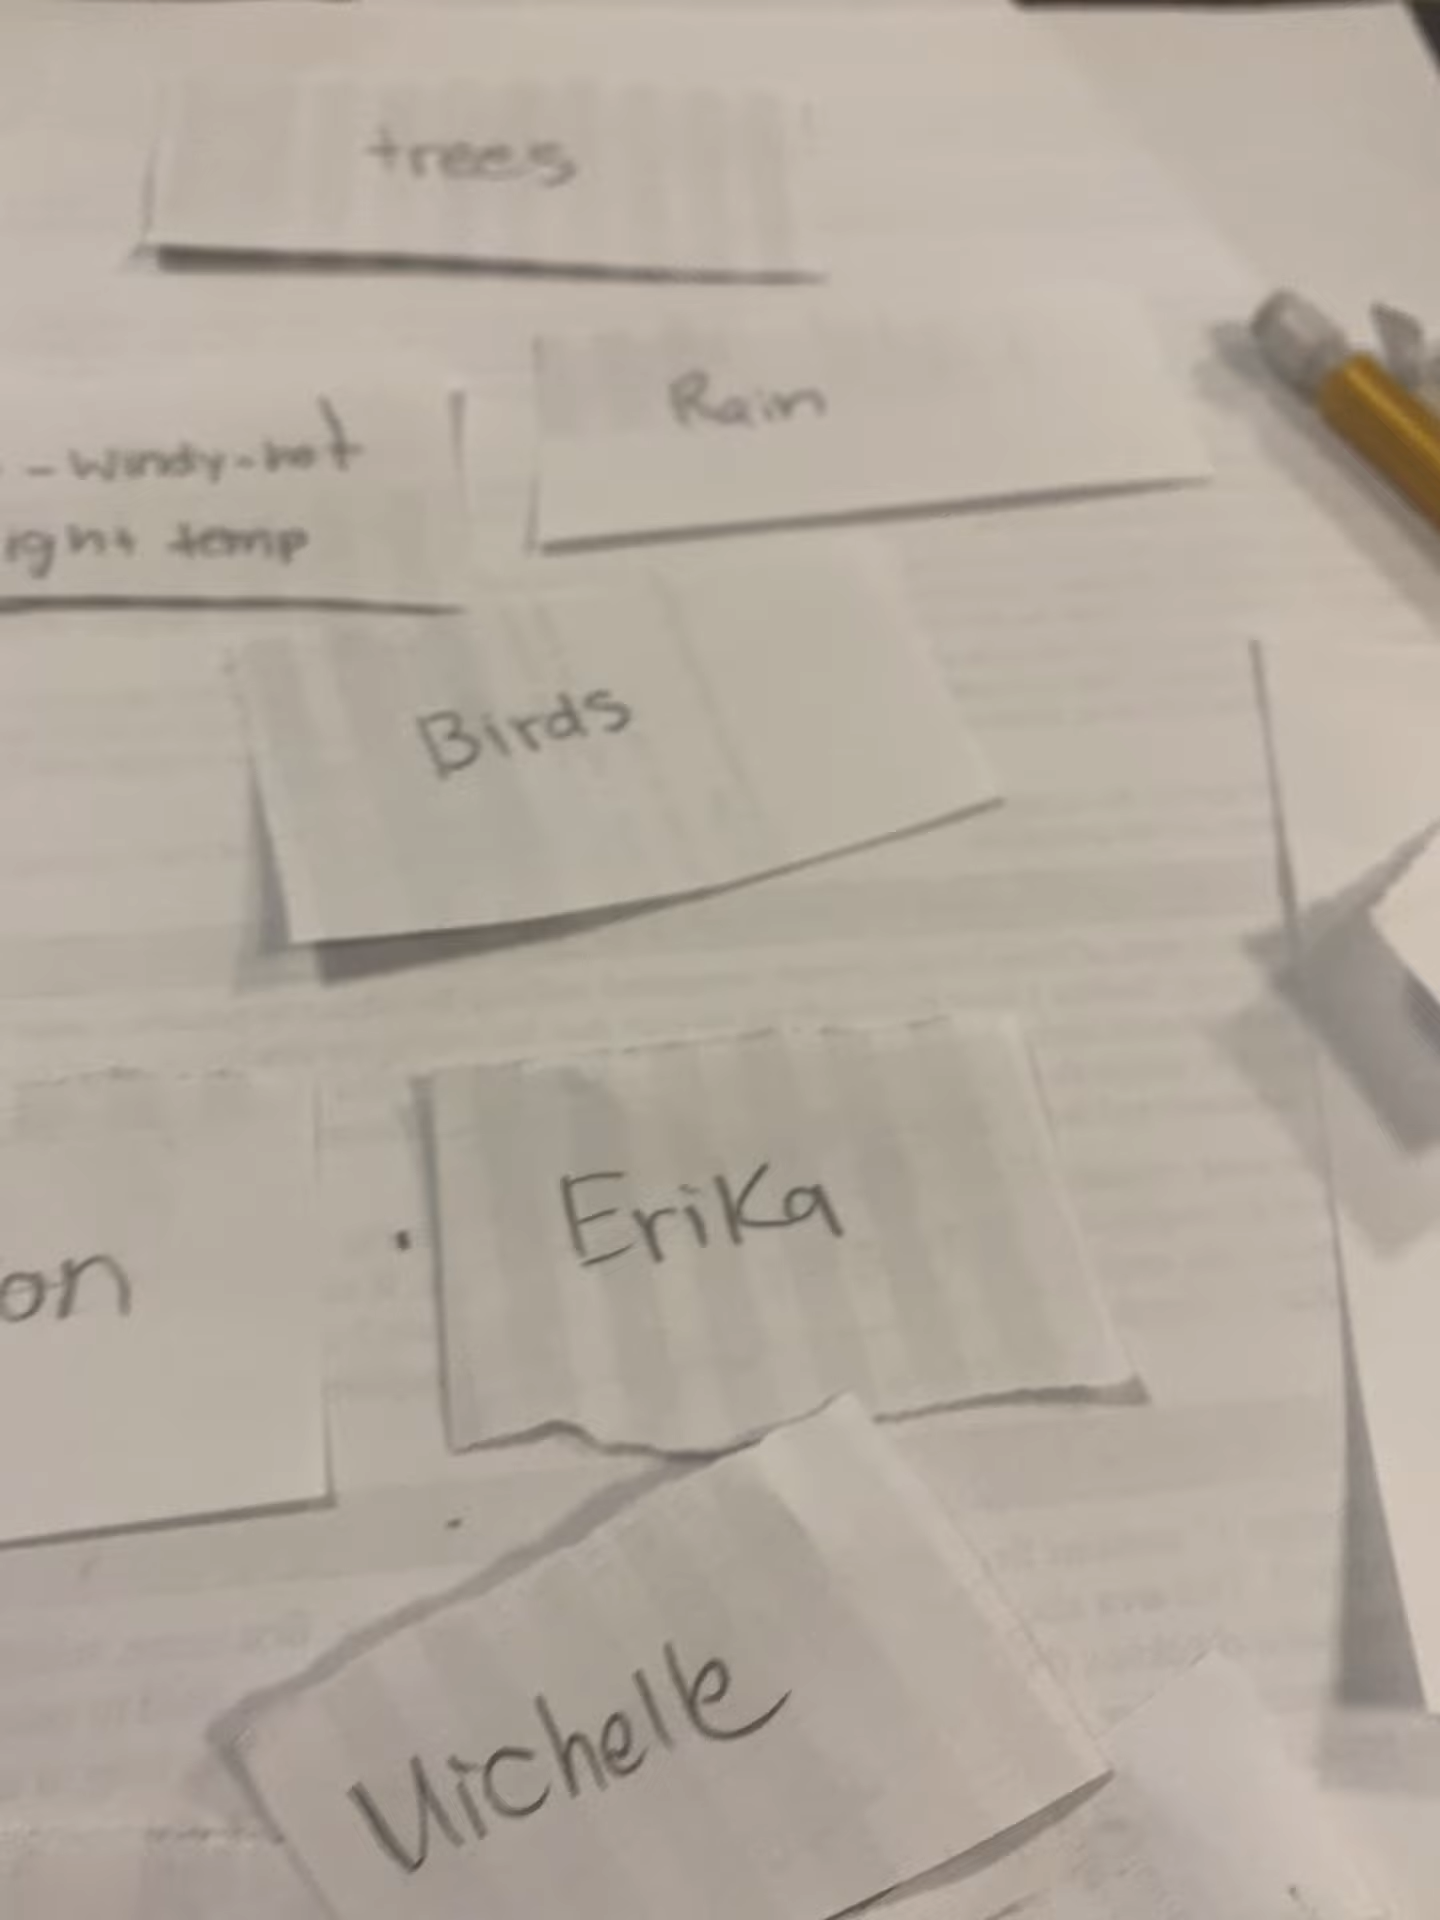 trees
- windy-hot
ight temp
Rain
Birds
on
Erika
Michelle